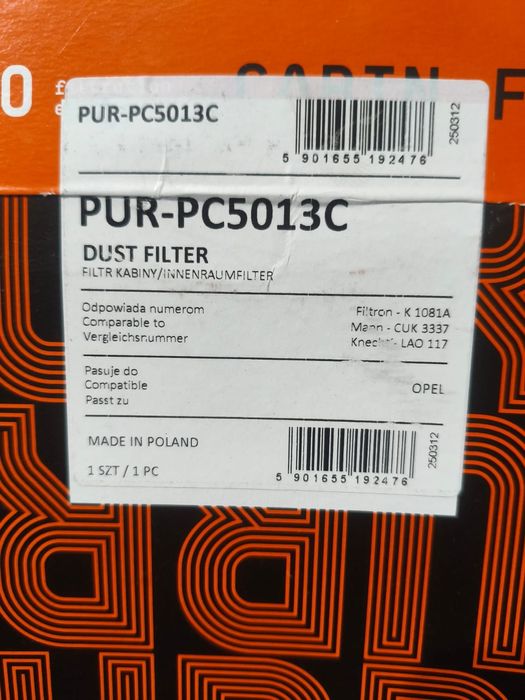 O
CABIN F
PUR-PC5013C
5 901655 192476
250312
PUR-PC5013C
DUST FILTER
FILTR KABINY/INNENRAUMFILTER
Odpowiada numerom
Comparable to
Vergleichsnummer
Filtron - K 1081A
Mann - CUK 3337
Knecht - LAO 117
Pasuje do
Compatible
Passt zu
OPEL
MADE IN POLAND
1 SZT / 1 PC
5 901655 192476
250312